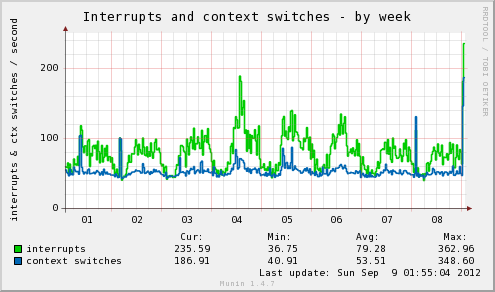 Interrupts and context switches - by week
RRDTOOL / TOBI OETIKER
interrupts & ctx switches / second
200
100
0
01 02 03 04 05 06 07 08
Cur: Min: Avg: Max:
interrupts 235.59 36.75 79.28 362.96
context switches 186.91 40.91 53.51 348.60
Last update: Sun Sep 9 01:55:04 2012
Munin 1.4.7